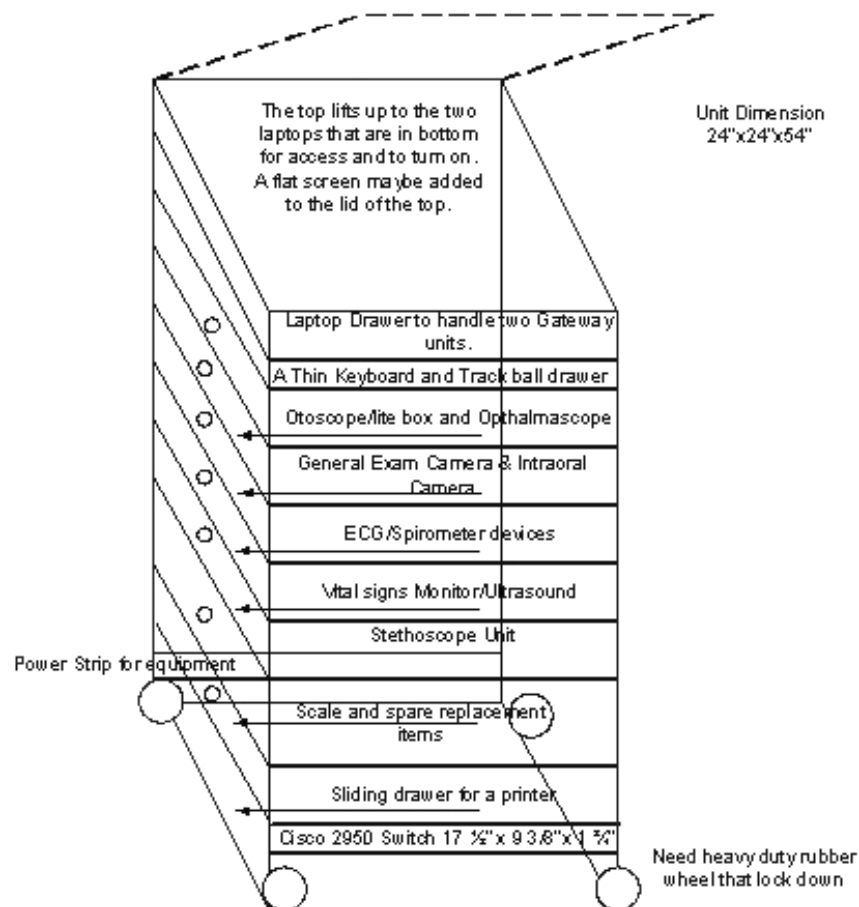 The top lifts up to the two
laptops that are in bottom
for access and to turn on.
A flat screen maybe added
to the lid of the top.
Unit Dimension
24"x24"x54"
Laptop Drawer to handle two Gateway
units.
A Thin Keyboard and Track ball drawer
Otoscope/lite box and Opthalmascope
General Exam Camera & Intraoral
Camera
ECG/Spirometer devices
Vital signs Monitor/Ultrasound
Stethoscope Unit
Power Strip for equipment
Scale and spare replacement
items
Sliding drawer for a printer
Cisco 2950 Switch 17 ½" x 9 3/8" x 1 ¾"
Need heavy duty rubber
wheel that lock down